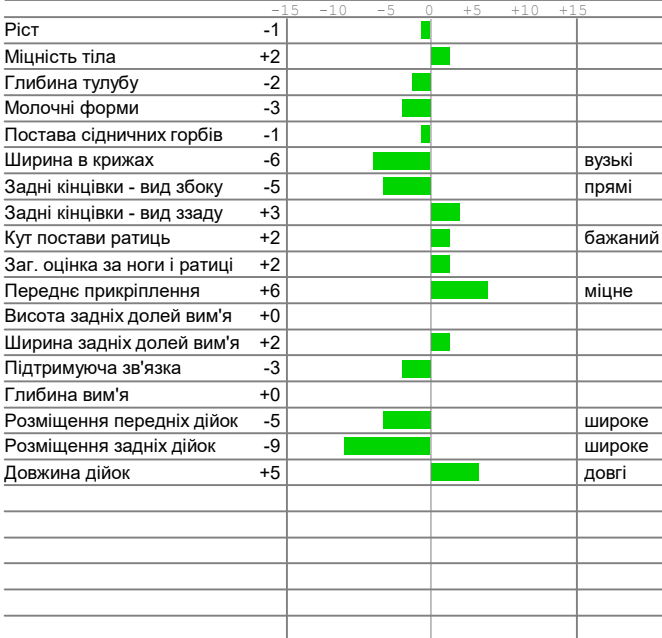 -15 -10 -5 0 +5 +10 +15
Ріст -1
Міцність тіла +2
Глибина тулубу -2
Молочні форми -3
Постава сідничних горбів -1
Ширина в крижах -6 вузькі
Задні кінцівки - вид збоку -5 прямі
Задні кінцівки - вид ззаду +3
Кут постави ратиць +2 бажаний
Заг. оцінка за ноги і ратиці +2
Переднє прикріплення +6 міцне
Висота задніх долей вим'я +0
Ширина задніх долей вим'я +2
Підтримуюча зв'язка -3
Глибина вим'я +0
Розміщення передніх дійок -5 широке
Розміщення задніх дійок -9 широке
Довжина дійок +5 довгі